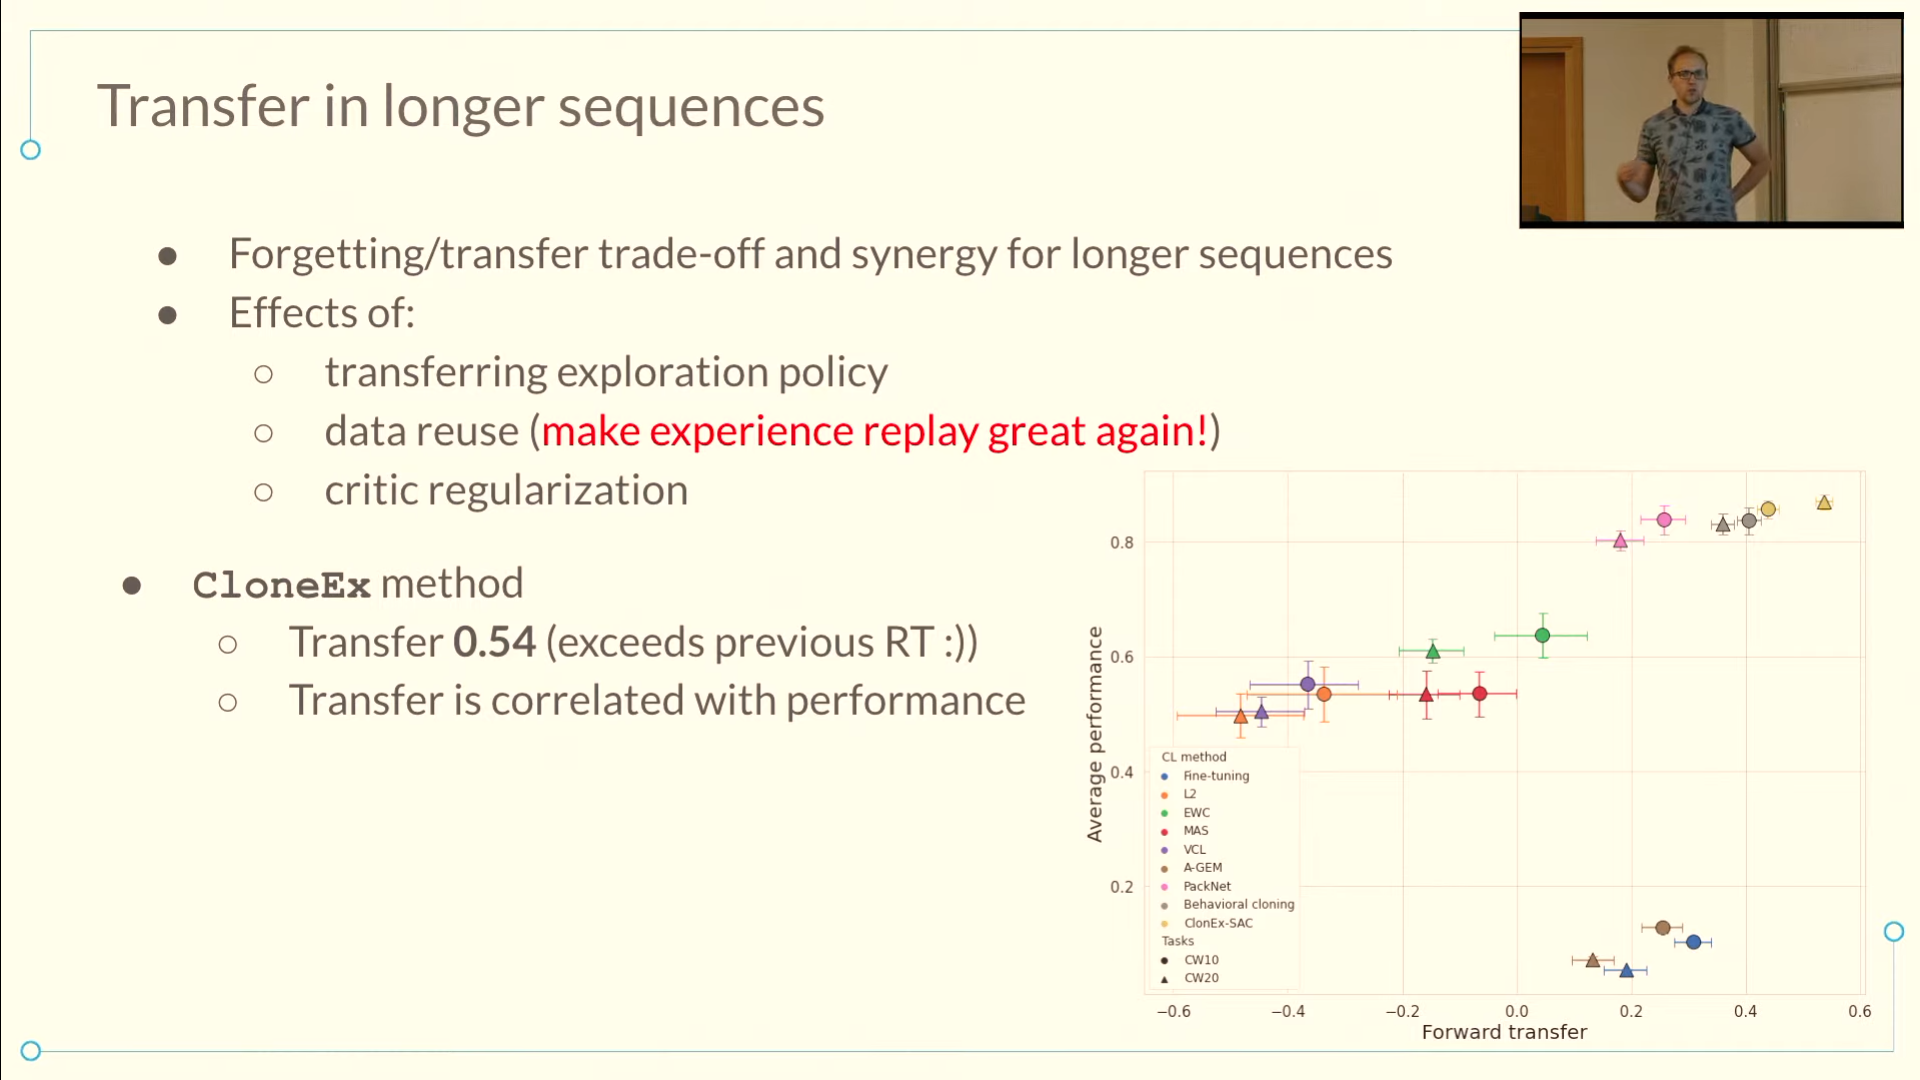 Transfer in longer sequences
● Forgetting/transfer trade-off and synergy for longer sequences
● Effects of:
○ transferring exploration policy
○ data reuse (make experience replay great again!)
○ critic regularization
● CloneEx method
○ Transfer 0.54 (exceeds previous RT :))
○ Transfer is correlated with performance
Average performance
0.8
0.6
0.4
0.2
CL method
Fine-tuning
L2
EWC
MAS
VCL
A-GEM
PackNet
Behavioral cloning
ClonEx-SAC
Tasks
CW10
CW20
−0.6 −0.4 −0.2 0.0 0.2 0.4 0.6
Forward transfer